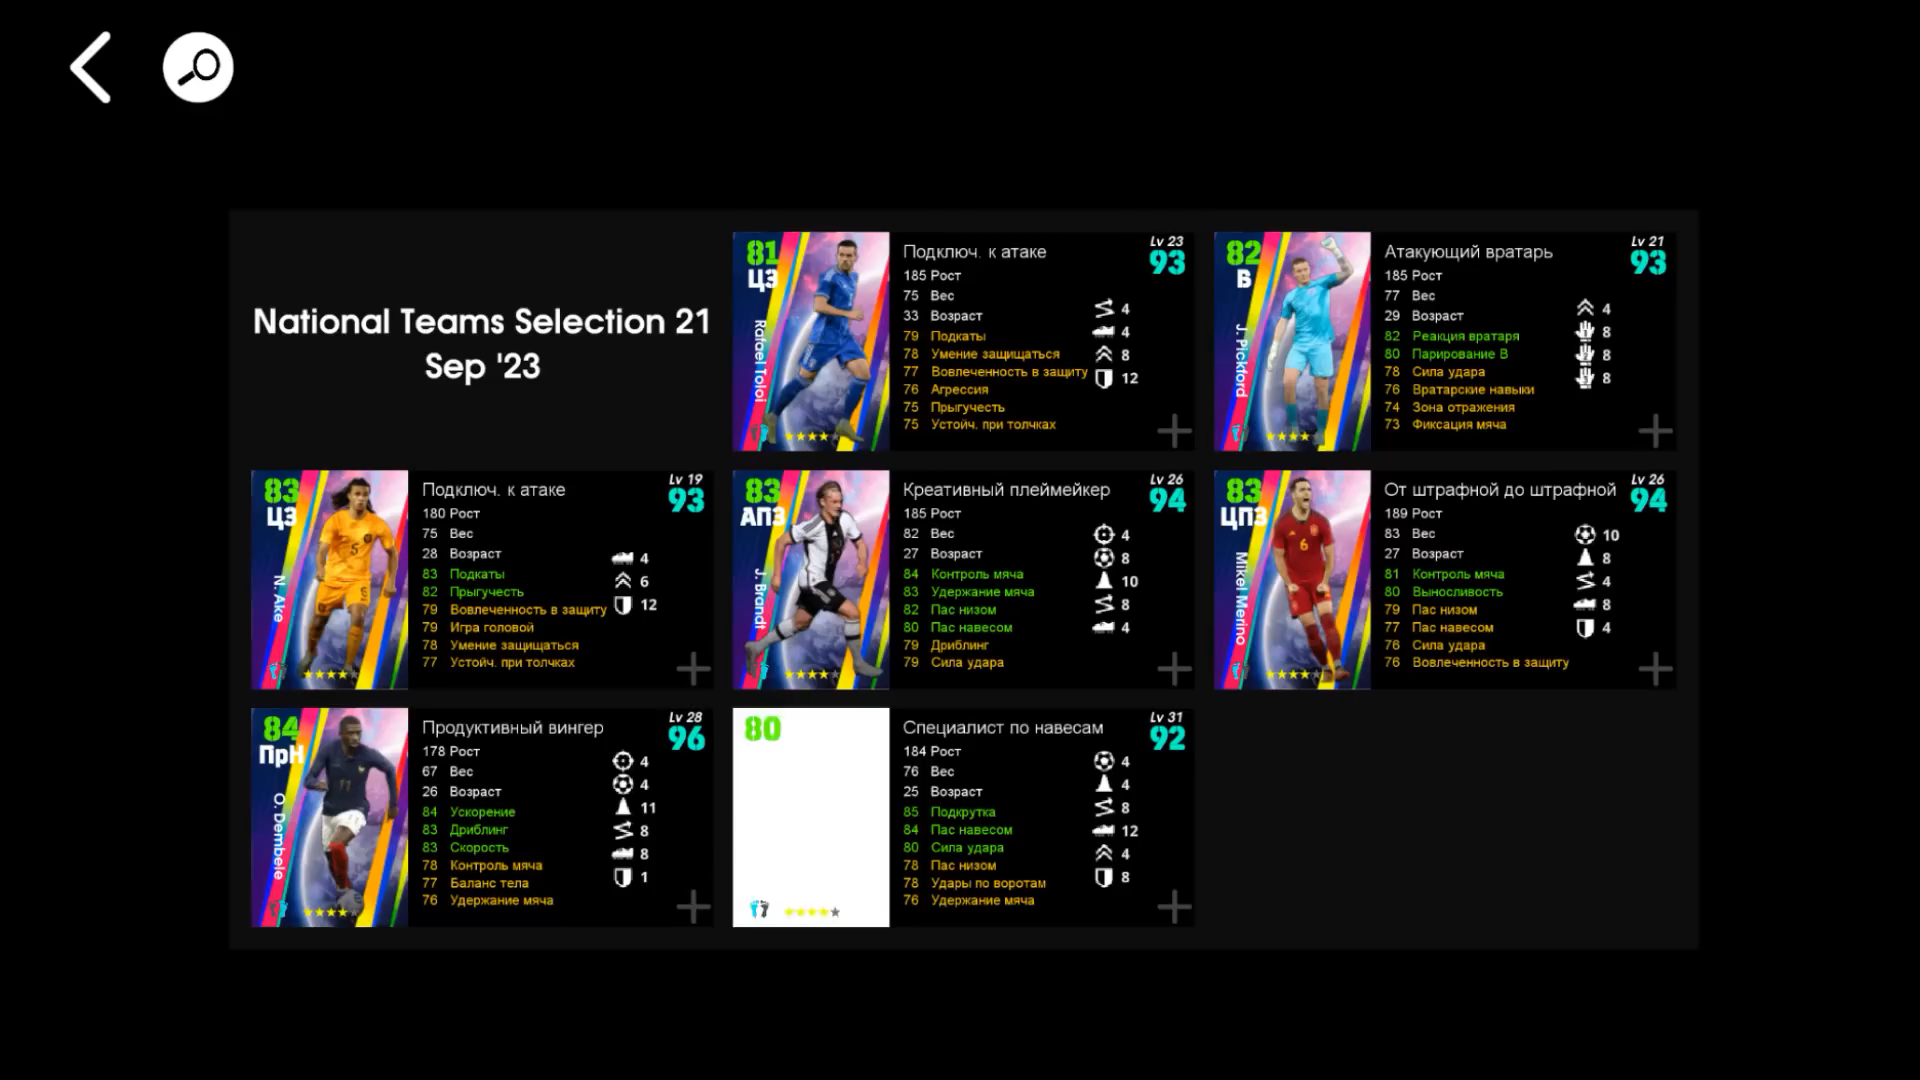 National Teams Selection 21
Sep '23
81
ЦЗ
Rafael Toloi
Подключ. к атаке
Lv 23
93
185 Рост
75 Вес
33 Возраст
79 Подкаты
78 Умение защищаться
77 Вовлеченность в защиту
76 Агрессия
75 Прыгучесть
75 Устойч. при толчках
4
4
8
12
82
В
J. Pickford
Атакующий вратарь
Lv 21
93
185 Рост
77 Вес
29 Возраст
82 Реакция вратаря
80 Парирование В
78 Сила удара
76 Вратарские навыки
74 Зона отражения
73 Фиксация мяча
4
8
8
8
83
ЦЗ
N. Ake
Подключ. к атаке
Lv 19
93
180 Рост
75 Вес
28 Возраст
83 Подкаты
82 Прыгучесть
79 Вовлеченность в защиту
79 Игра головой
78 Умение защищаться
77 Устойч. при толчках
4
6
12
83
АПЗ
J. Brandt
Креативный плеймейкер
Lv 26
94
185 Рост
82 Вес
27 Возраст
84 Контроль мяча
83 Удержание мяча
82 Пас низом
80 Пас навесом
79 Дриблинг
79 Сила удара
4
8
10
8
4
83
ЦПЗ
Mikel Merino
От штрафной до штрафной
Lv 26
94
189 Рост
83 Вес
27 Возраст
81 Контроль мяча
80 Выносливость
79 Пас низом
77 Пас навесом
76 Сила удара
76 Вовлеченность в защиту
10
8
4
8
4
84
ПрН
O. Dembele
Продуктивный вингер
Lv 28
96
178 Рост
67 Вес
26 Возраст
84 Ускорение
83 Дриблинг
83 Скорость
78 Контроль мяча
77 Баланс тела
76 Удержание мяча
4
4
11
8
8
1
80
Специалист по навесам
Lv 31
92
184 Рост
76 Вес
25 Возраст
85 Подкрутка
84 Пас навесом
80 Сила удара
78 Пас низом
78 Удары по воротам
76 Удержание мяча
4
4
8
12
4
8